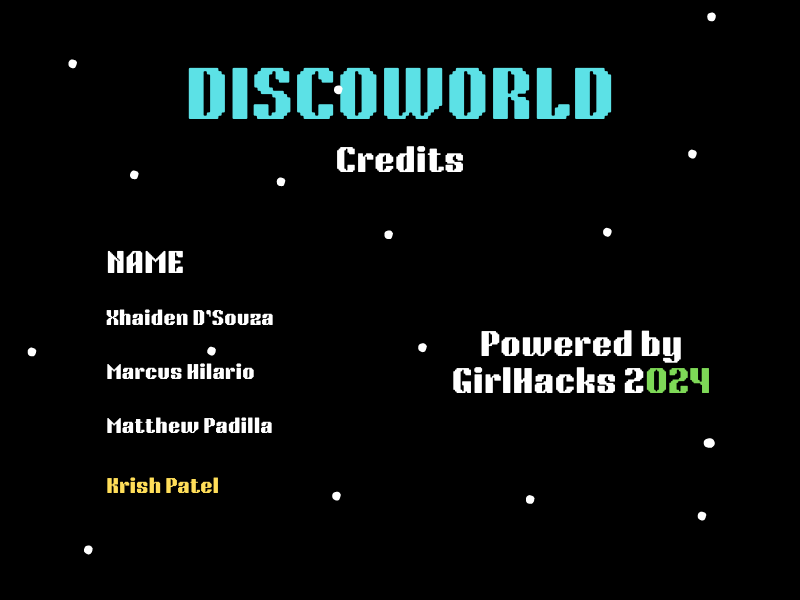 DISCOWORLD
Credits
NAME
Xhaiden D'Souza
Marcus Hilario
Matthew Padilla
Krish Patel
Powered by
GirlHacks 2024